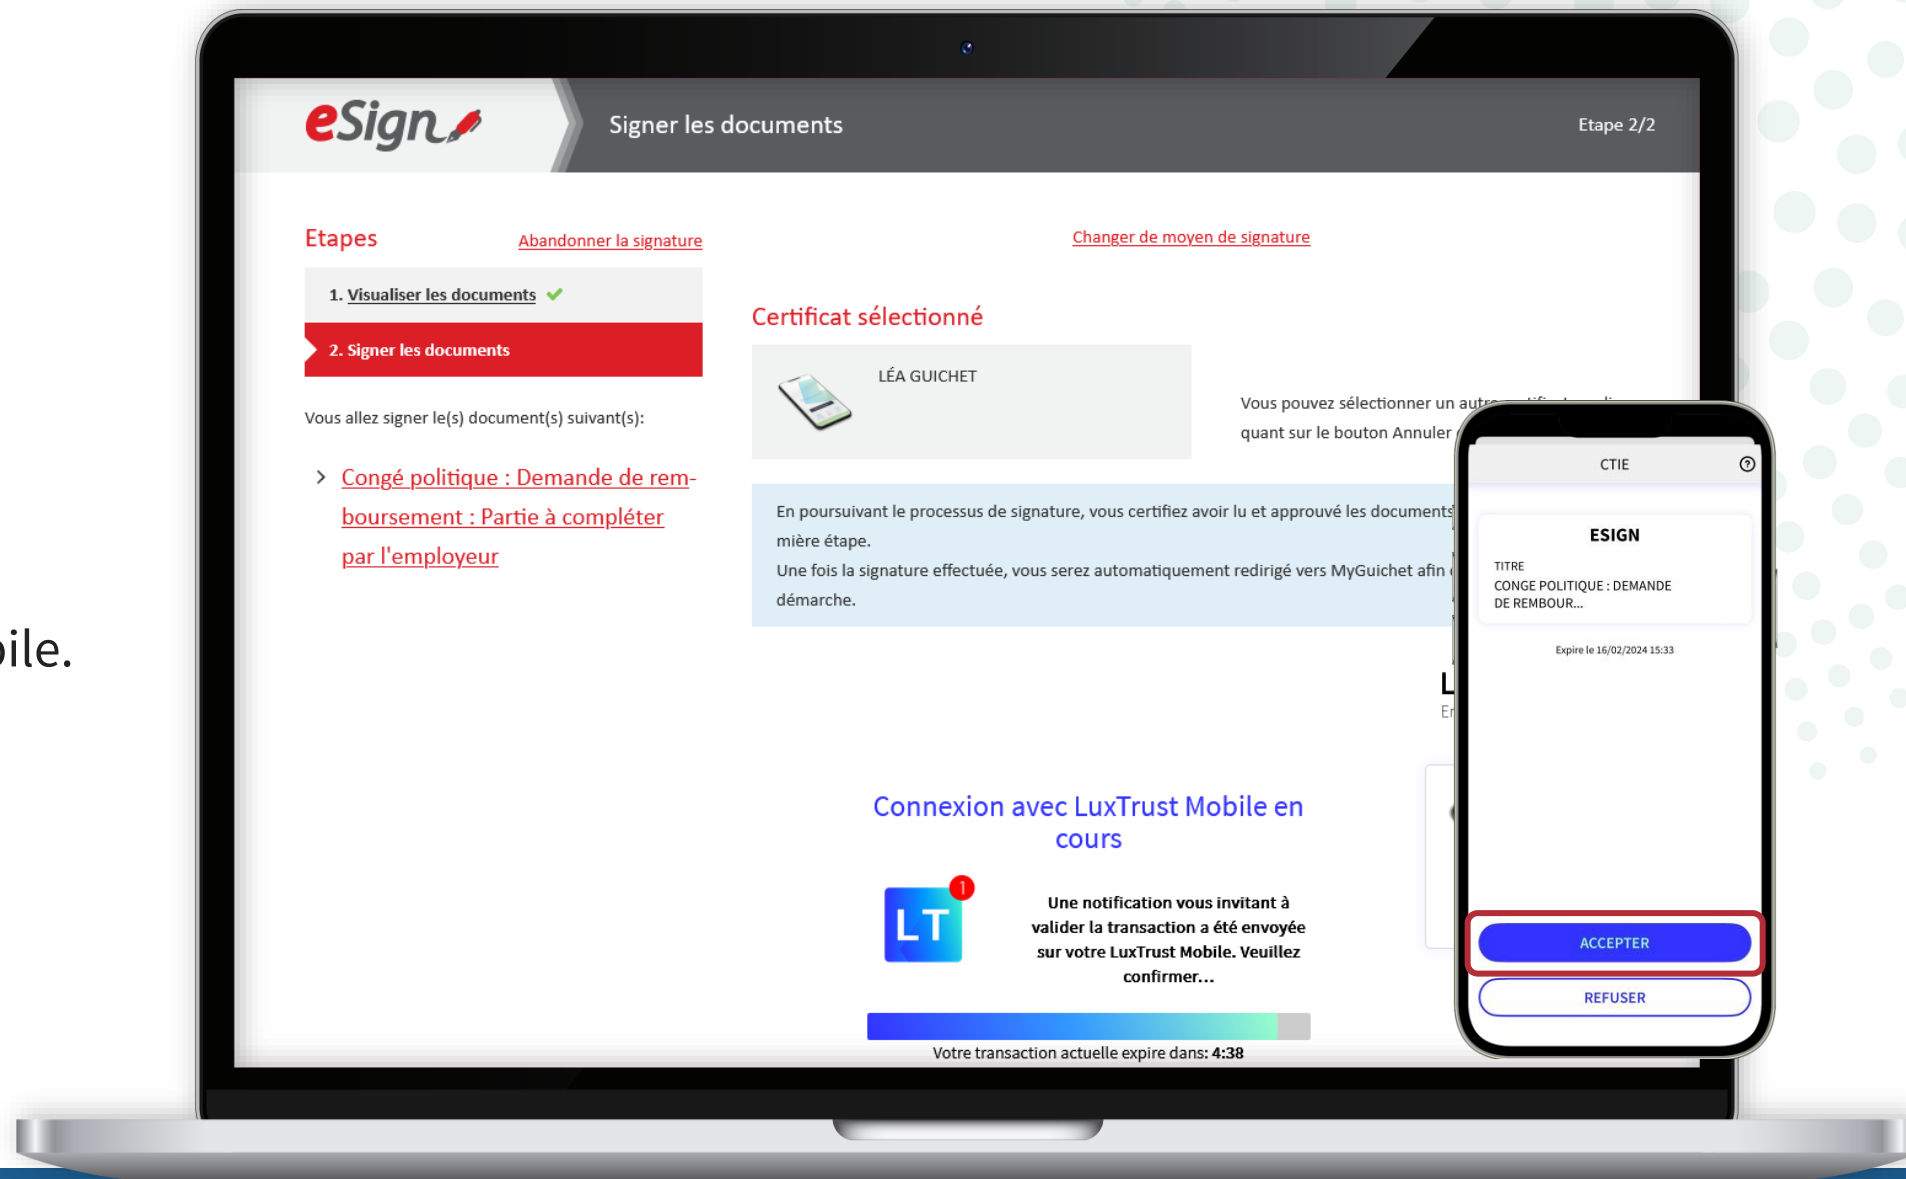 eSign
Signer les documents
Etape 2/2
Etapes
Abandonner la signature
Changer de moyen de signature
1. Visualiser les documents
2. Signer les documents
Vous allez signer le(s) document(s) suivant(s):
Congé politique : Demande de rem-
boursement : Partie à compléter
par l'employeur
Certificat sélectionné
LÉA GUICHET
Vous pouvez sélectionner un
quant sur le bouton Annuler
En poursuivant le processus de signature, vous certifiez avoir lu et approuvé les documents
mière étape.
Une fois la signature effectuée, vous serez automatiquement redirigé vers MyGuichet afin
démarche.
Connexion avec LuxTrust Mobile en
cours
LT
1
Une notification vous invitant à
valider la transaction a été envoyée
sur votre LuxTrust Mobile. Veuillez
confirmer...
Votre transaction actuelle expire dans: 4:38
CTIE
ESIGN
TITRE
CONGE POLITIQUE : DEMANDE
DE REMBOUR...
Expire le 16/02/2024 15:33
ACCEPTER
REFUSER